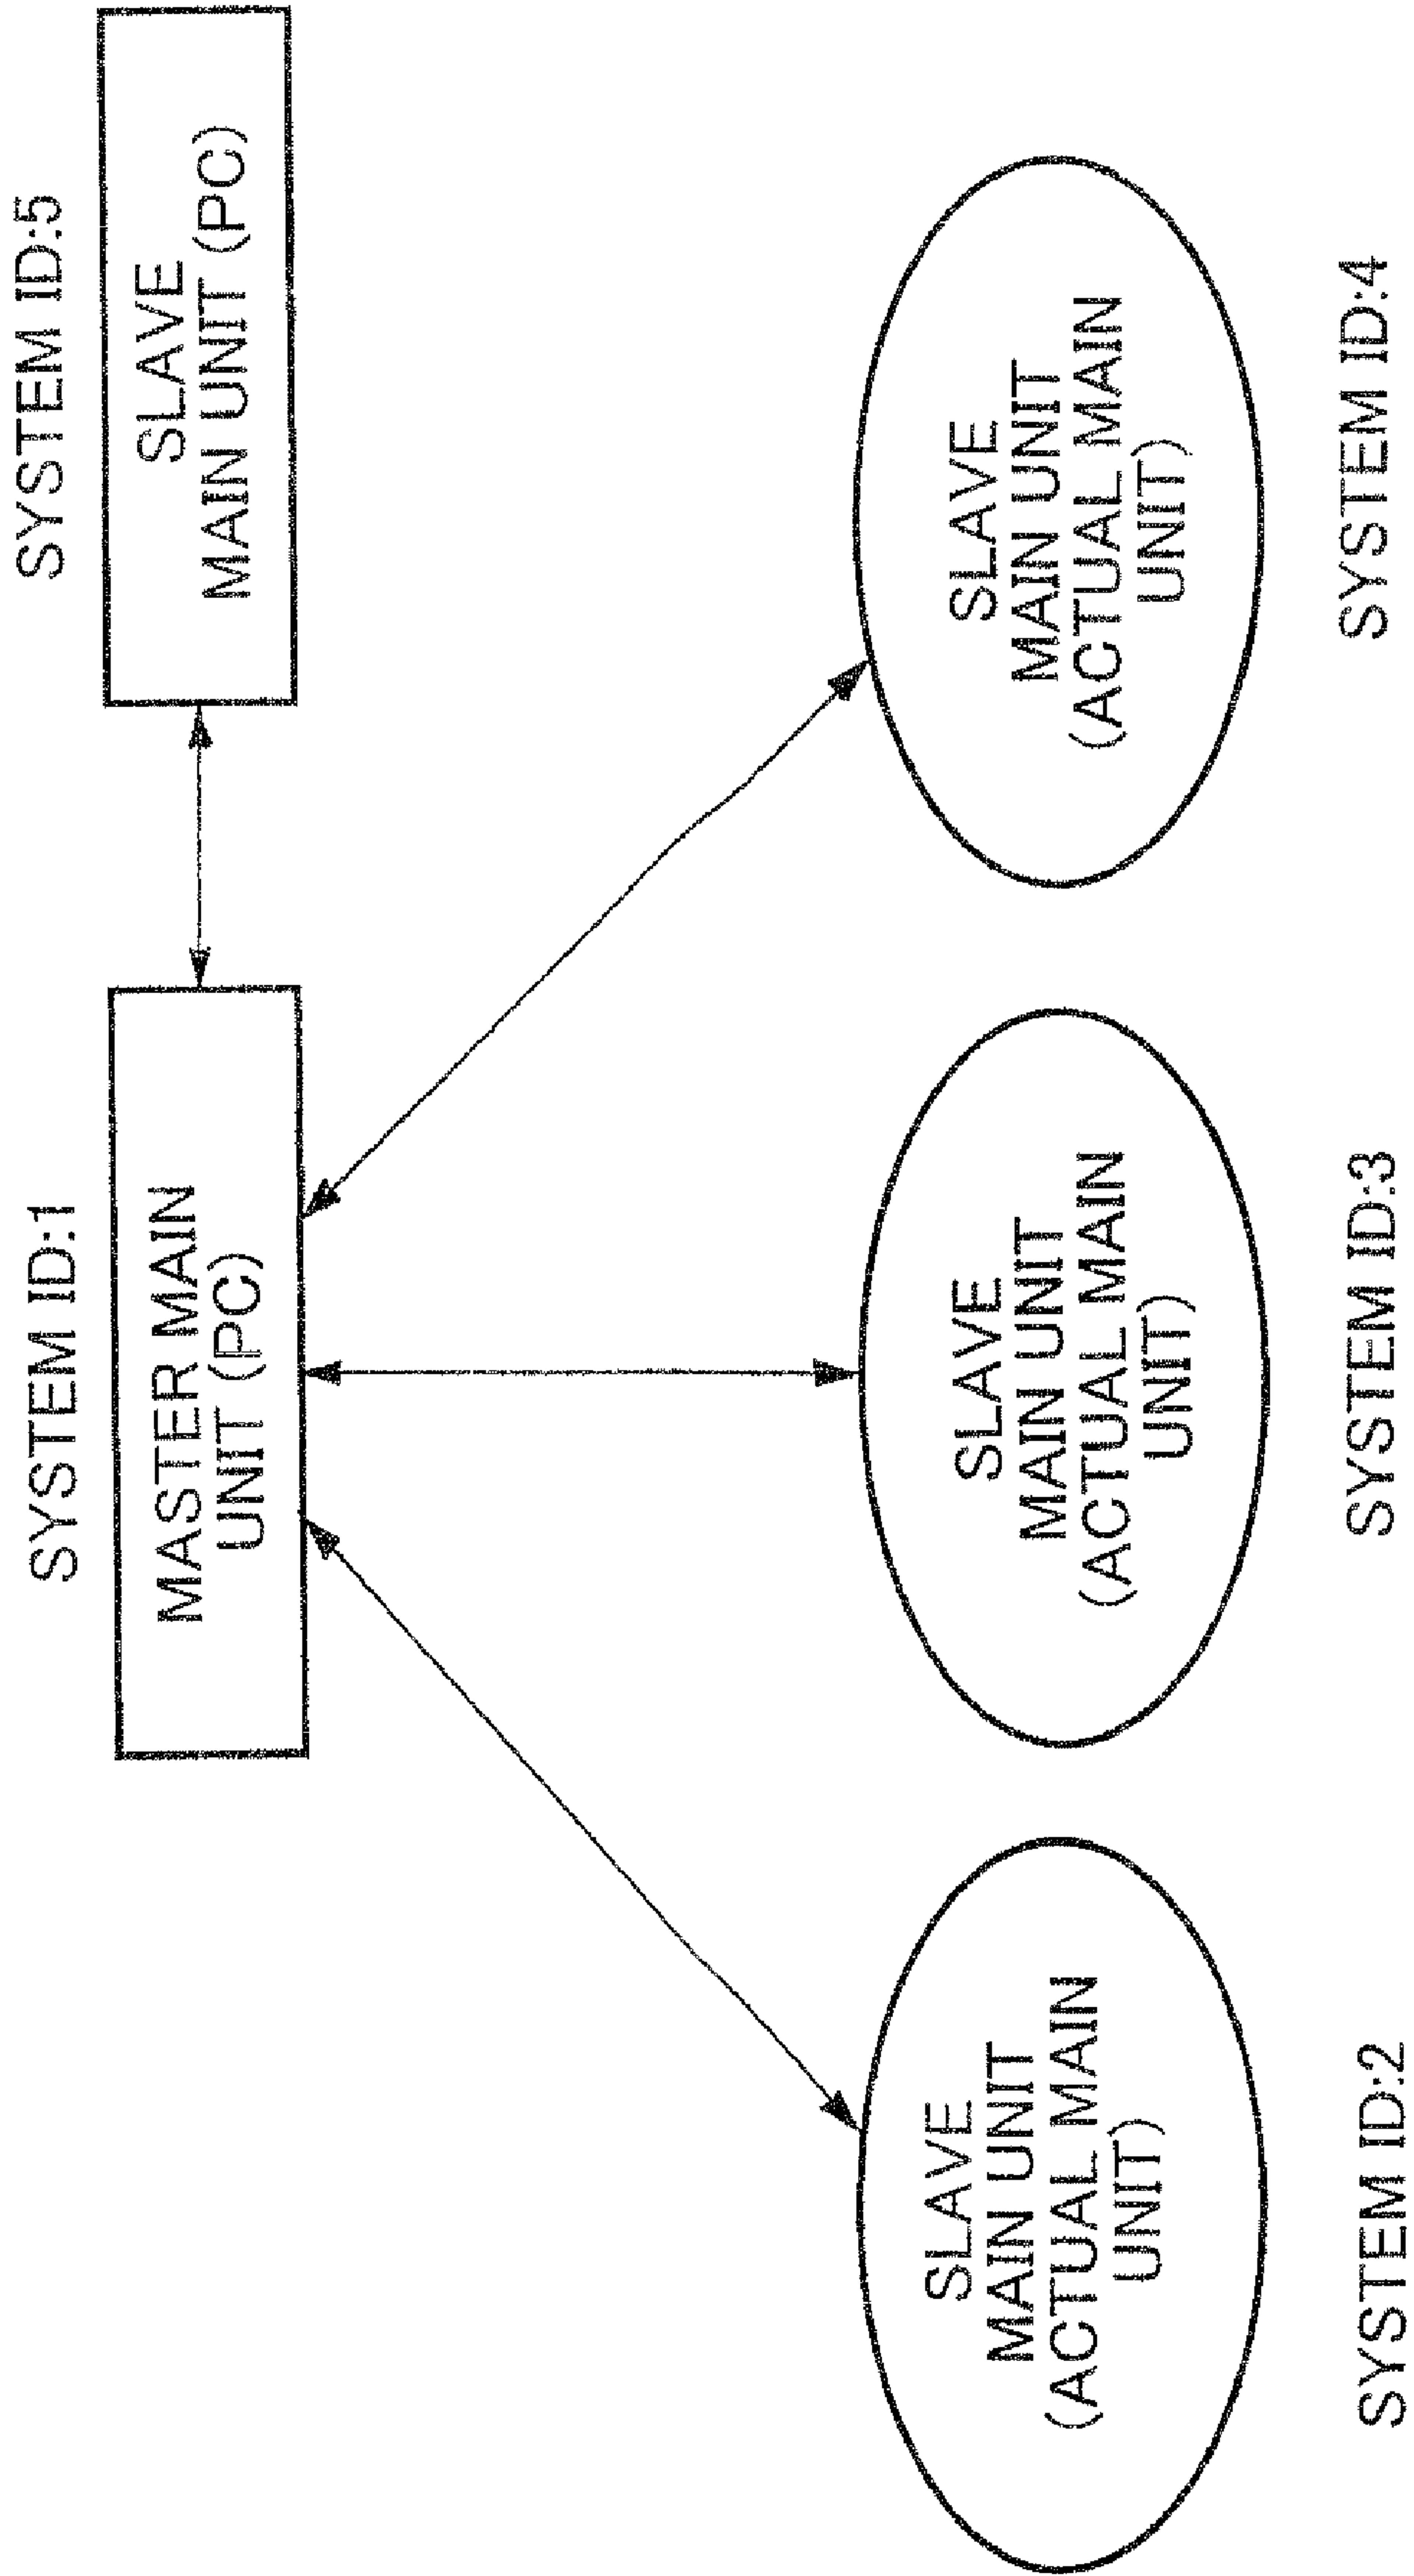 SYSTEM ID:1
MASTER MAIN
UNIT (PC)
SYSTEM ID:5
SLAVE
MAIN UNIT (PC)
SLAVE
MAIN UNIT
(ACTUAL MAIN
UNIT)
SYSTEM ID:2
SLAVE
MAIN UNIT
(ACTUAL MAIN
UNIT)
SYSTEM ID:3
SLAVE
MAIN UNIT
(ACTUAL MAIN
UNIT)
SYSTEM ID:4